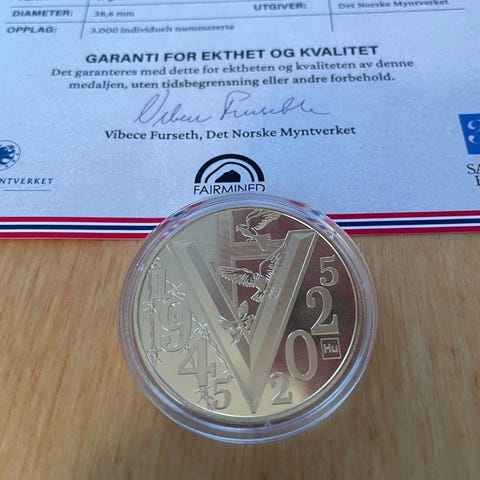 DIAMETER: 38,6 mm
UTGIVER: Det Norske Myntverket
OPPLAG: 3.000 individuelt nummererte
GARANTI FOR EKTHET OG KVALITET
Det garanteres med dette for ektheten og kvaliteten av denne
medaljen, uten tidsbegrensning eller andre forbehold.
Vibece Furseth
Vibece Furseth, Det Norske Myntverket
FAIRMINED
1945
2025
Hu